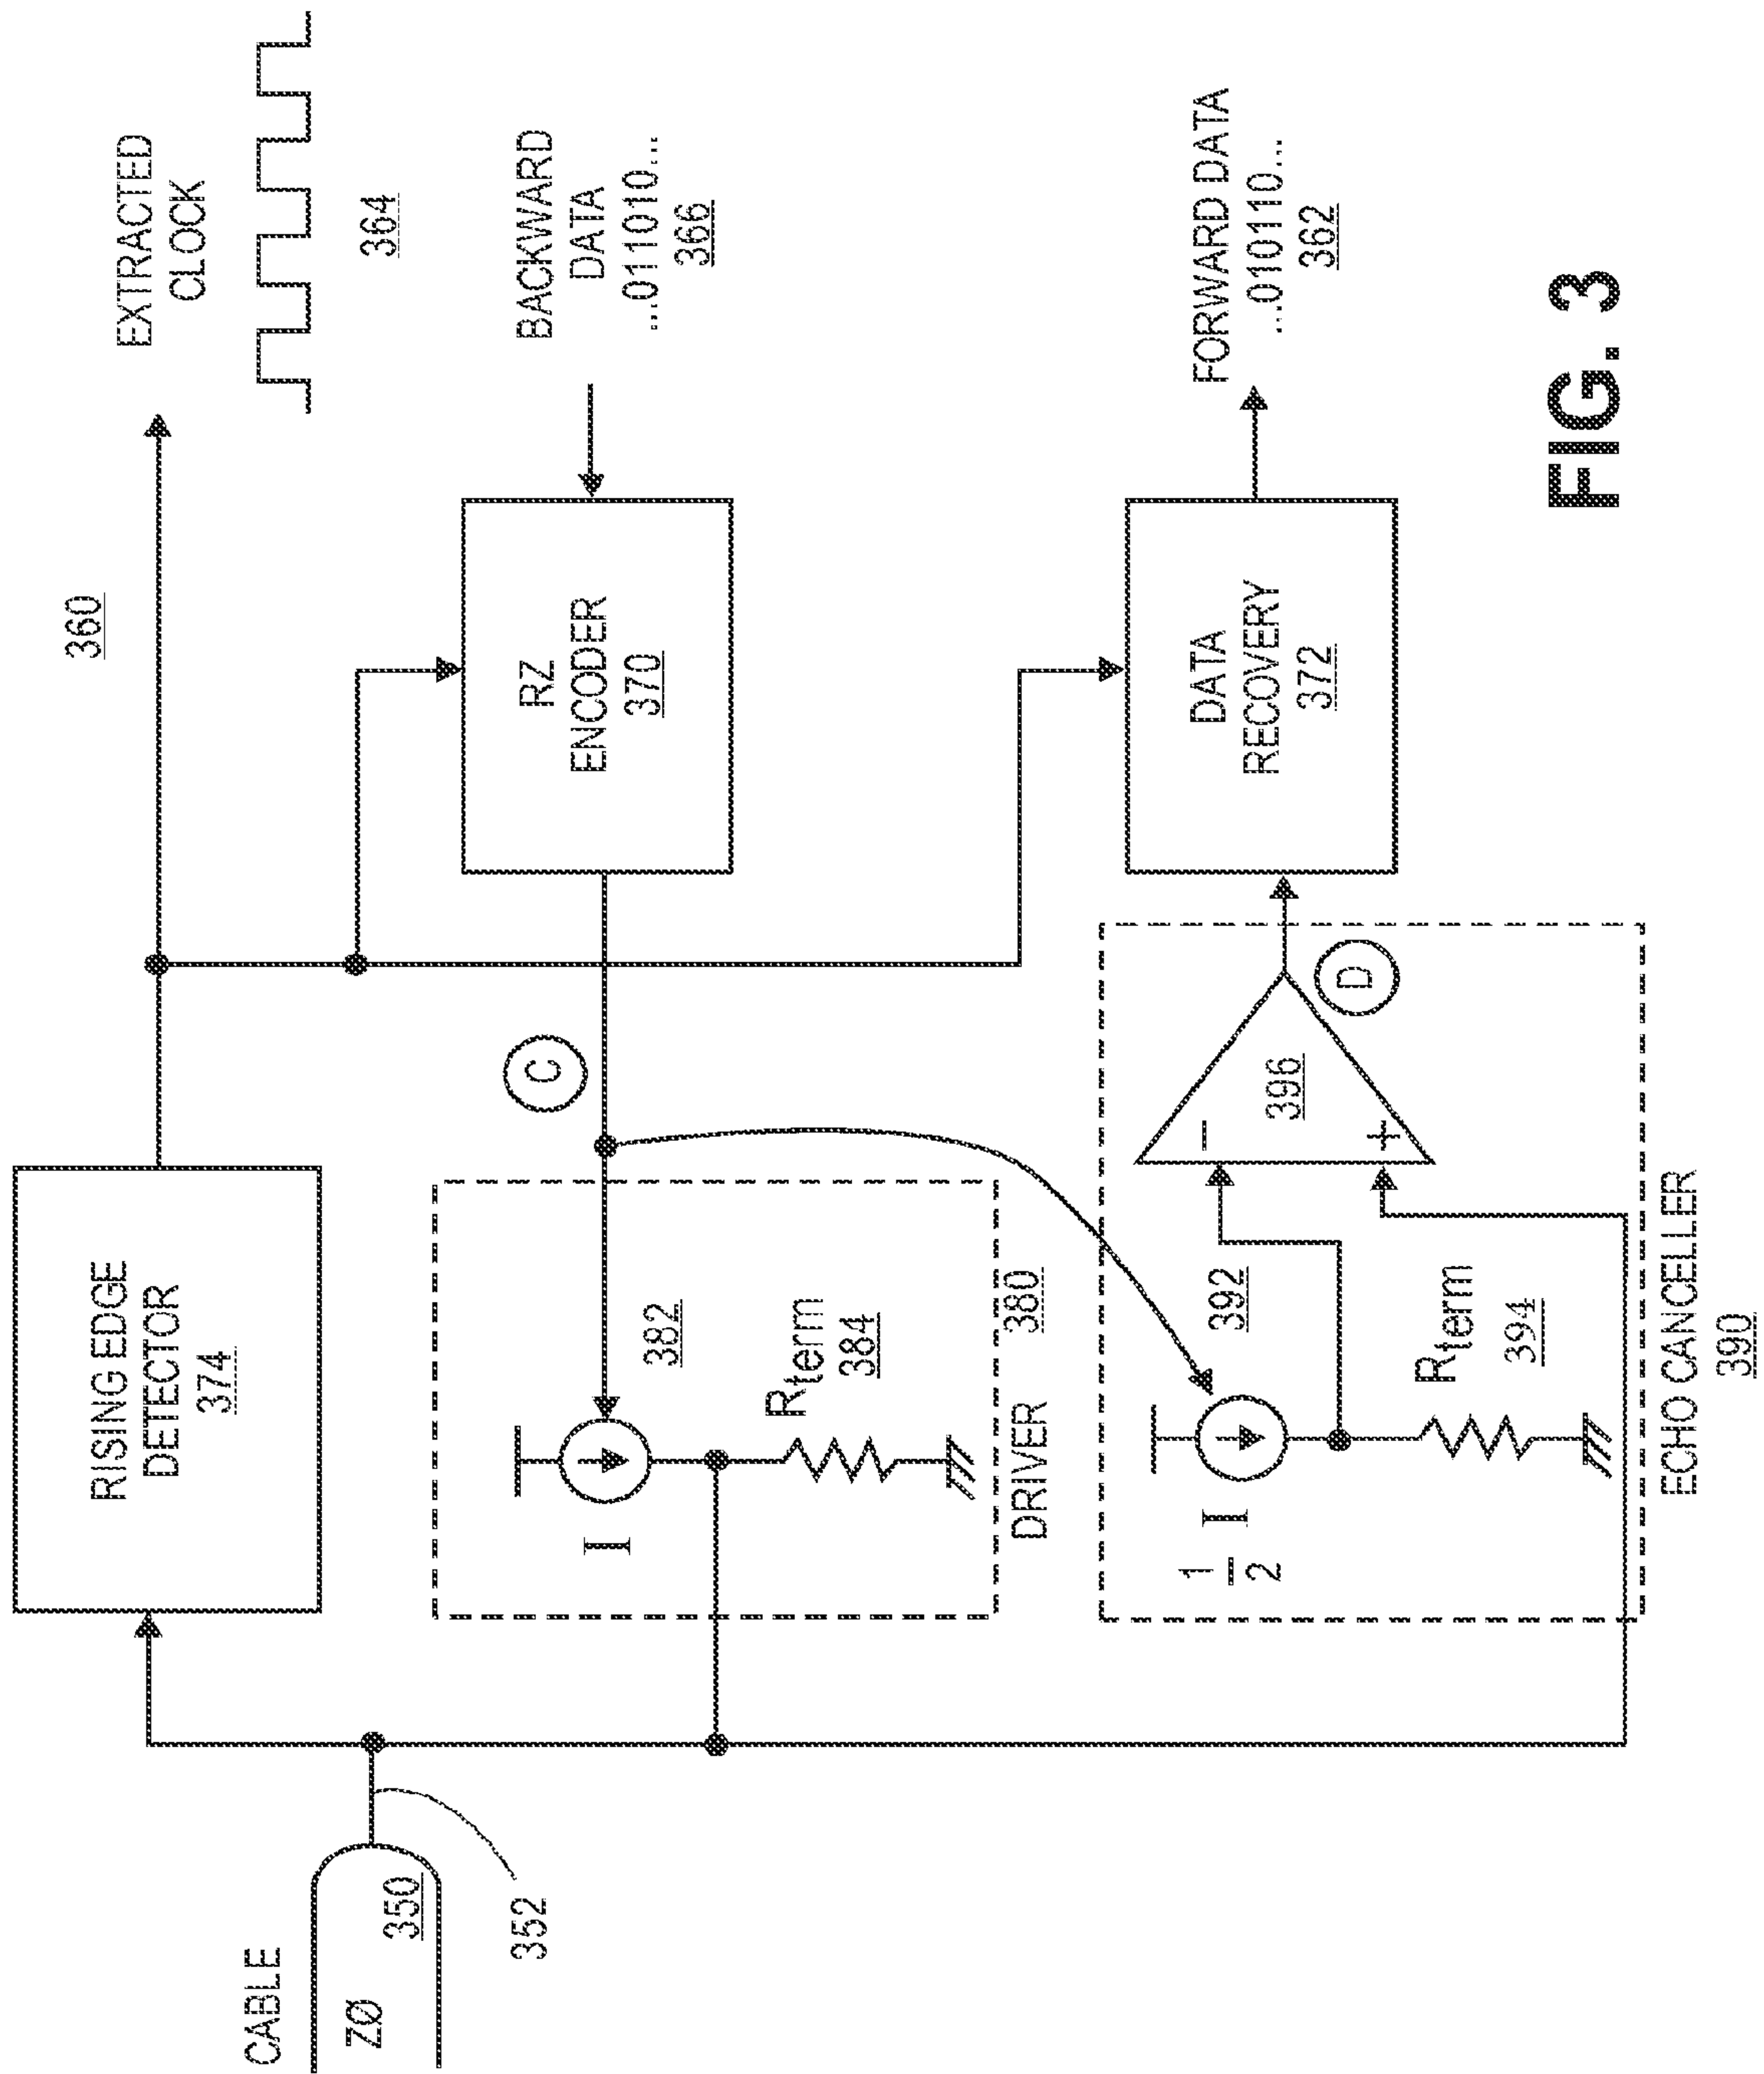 CABLE
ZØ
350
352
RISING EDGE
DETECTOR
374
360
EXTRACTED
CLOCK
364
I
382
Rterm
384
DRIVER 380
C
RZ
ENCODER
370
BACKWARD
DATA
...011010...
366
1
2
I
392
Rterm
394
−
+
396
D
ECHO CANCELLER
390
DATA
RECOVERY
372
FORWARD DATA
...010110...
362
FIG. 3